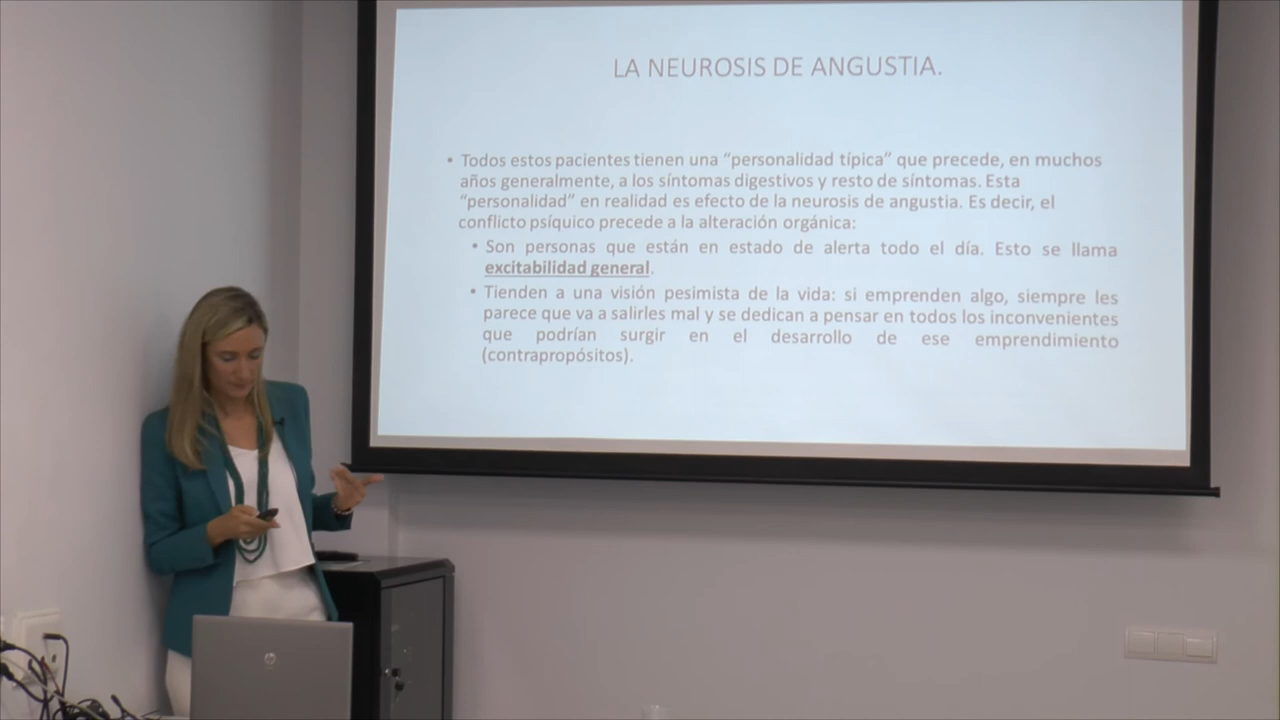 LA NEUROSIS DE ANGUSTIA.
• Todos estos pacientes tienen una “personalidad típica” que precede, en muchos
años generalmente, a los síntomas digestivos y resto de síntomas. Esta
“personalidad” en realidad es efecto de la neurosis de angustia. Es decir, el
conflicto psíquico precede a la alteración orgánica:
• Son personas que están en estado de alerta todo el día. Esto se llama
excitabilidad general.
• Tienden a una visión pesimista de la vida: si emprenden algo, siempre les
parece que va a salirles mal y se dedican a pensar en todos los inconvenientes
que podrían surgir en el desarrollo de ese emprendimiento
(contrapropósitos).
hp